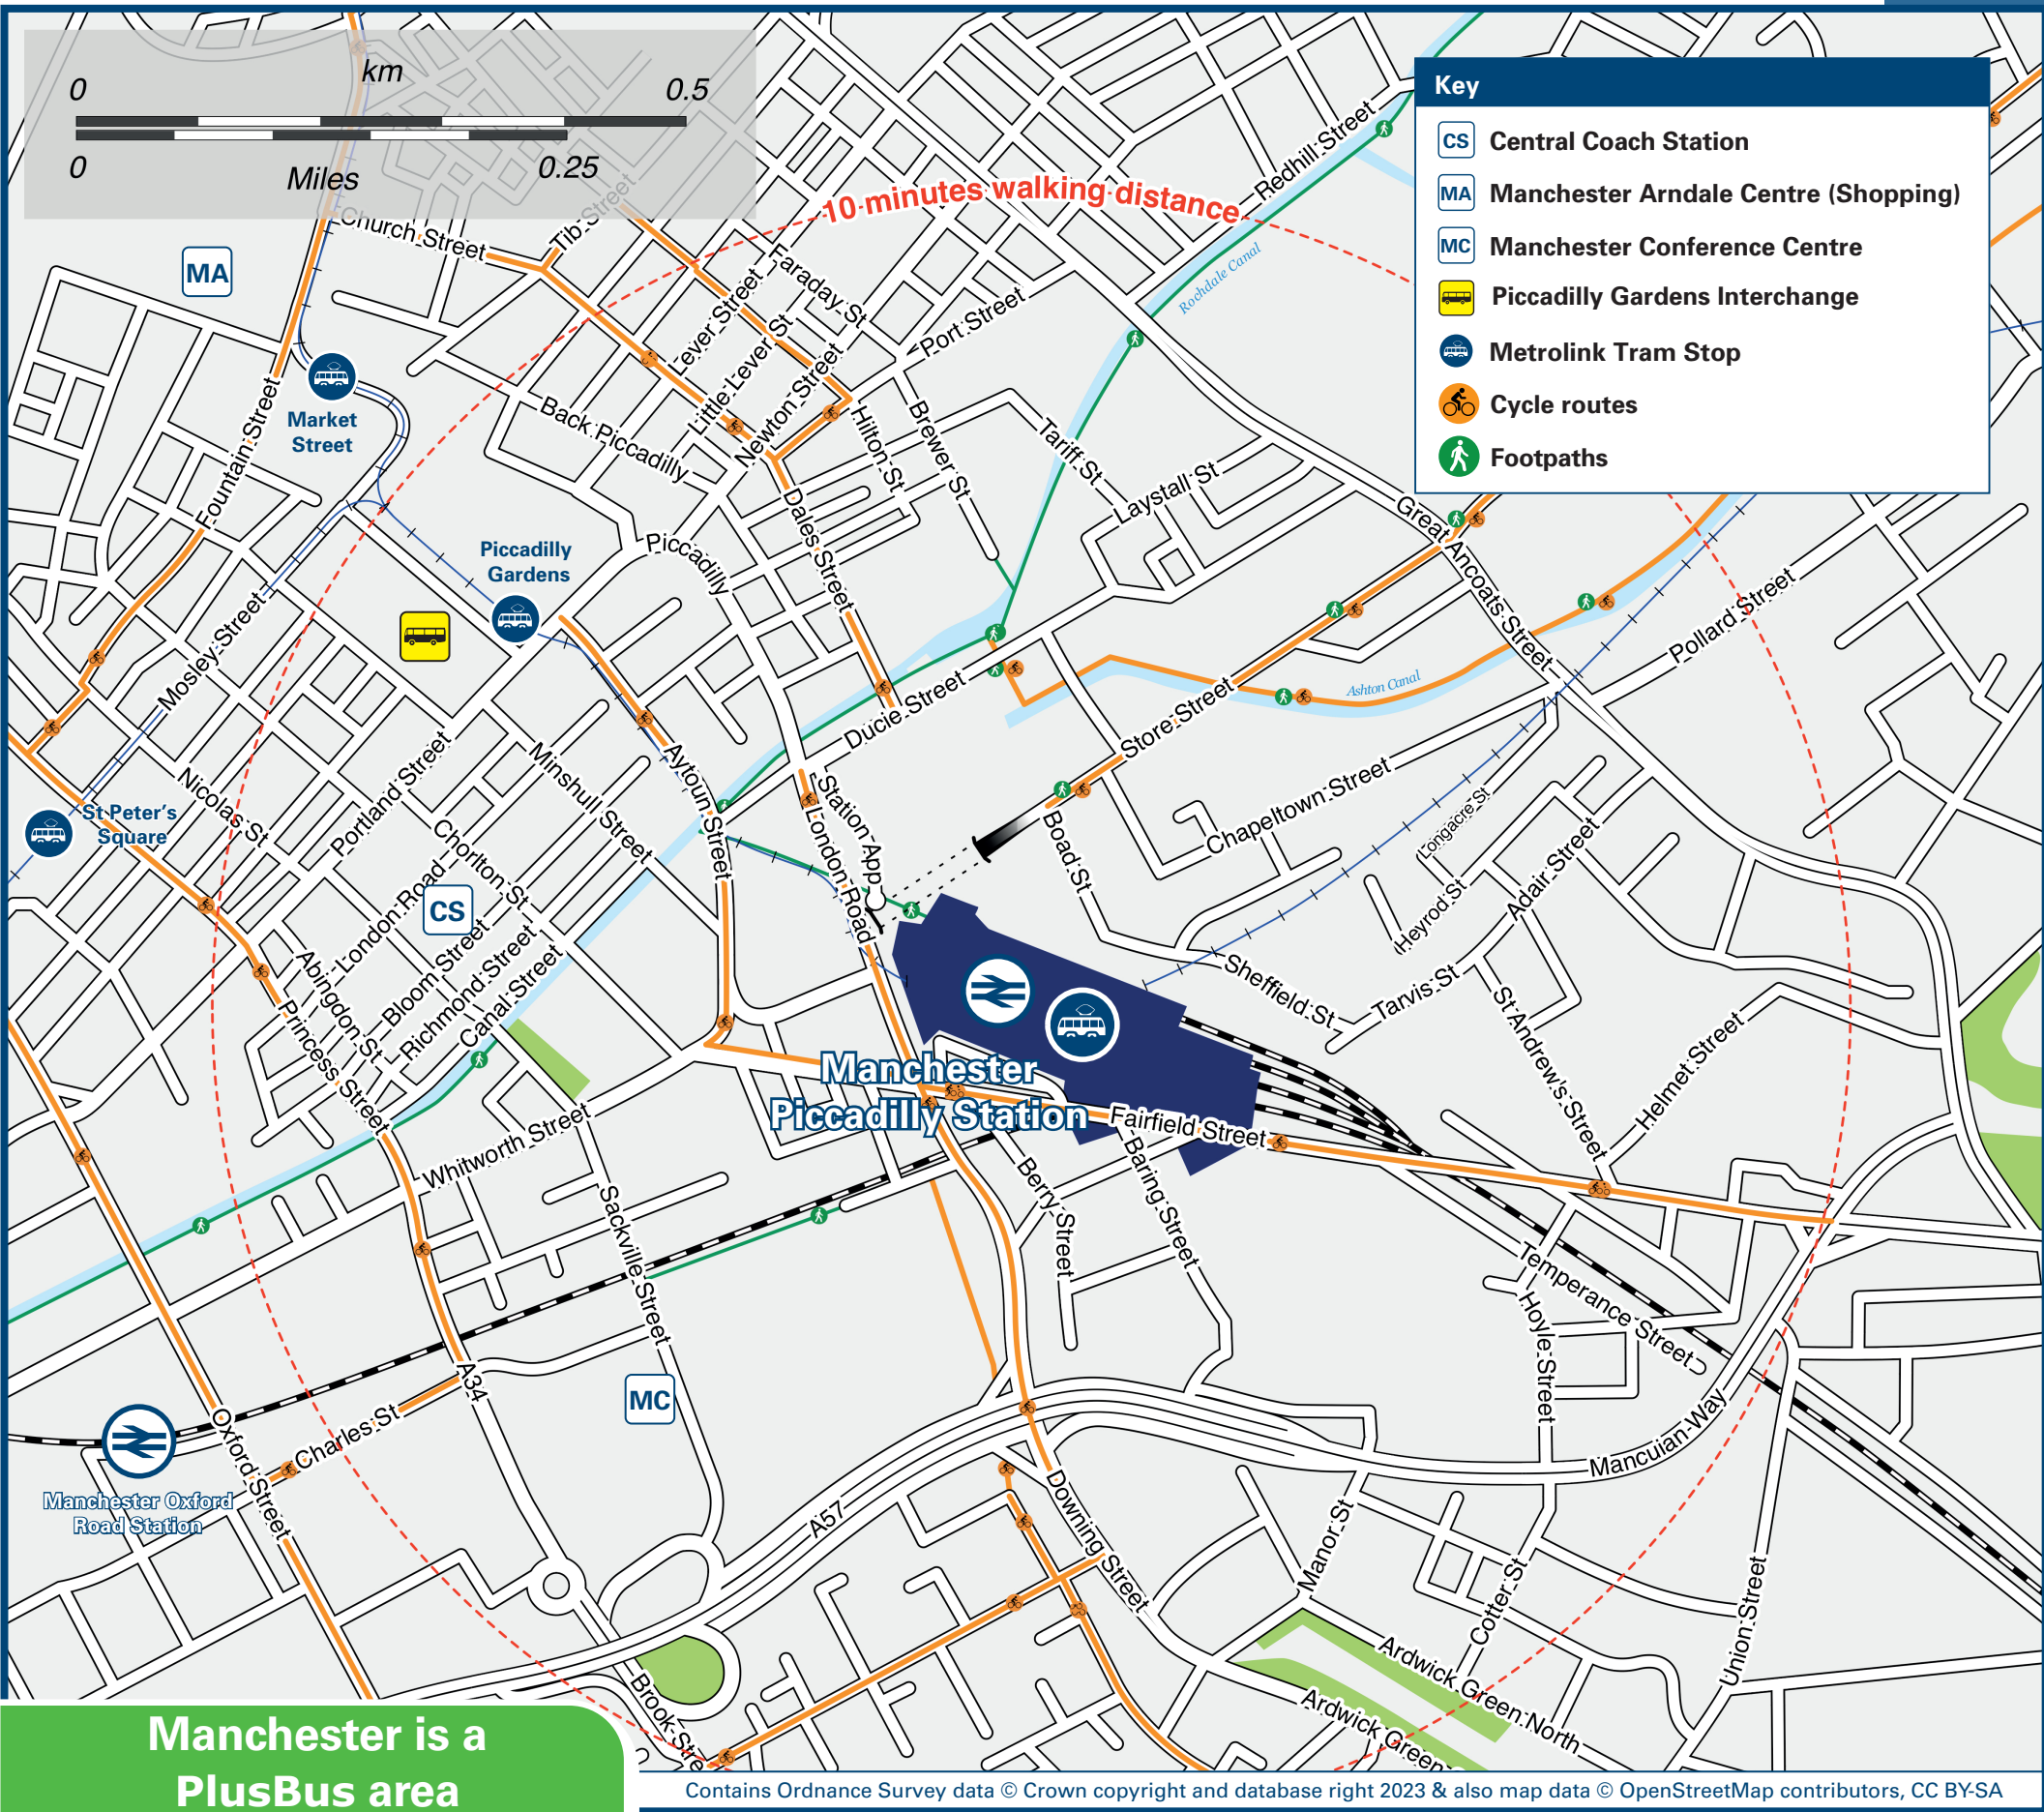 km
0
0.5
0
0.25
Miles
Key
CS Central Coach Station
MA Manchester Arndale Centre (Shopping)
MC Manchester Conference Centre
Piccadilly Gardens Interchange
Metrolink Tram Stop
Cycle routes
Footpaths
10 minutes walking distance
Redhill Street
Rochdale Canal
Church Street
Tib Street
MA
Faraday St
Lever Street
Little Lever St
Port Street
Newton Street
Market
Street
Back Piccadilly
Hilton St
Brewer St
Tariff St
Laystall St
Fountain Street
Great Ancoats Street
Piccadilly
Gardens
Piccadilly
Dales Street
Pollard Street
Mosley Street
Ducie Street
Store Street
Ashton Canal
Portland Street
Minshull Street
Aytoun Street
Station App
London Road
Nicolas St
St Peter's
Square
Chorlton St
Boad St
Chapeltown Street
Longacre St
Heyrod St
Adair Street
CS
London Road
Bloom Street
Richmond Street
Canal Street
Abingdon St
Princess Street
Sheffield St
Tarvis St
St Andrew's Street
Helmet Street
Manchester
Piccadilly Station
Fairfield Street
Whitworth Street
Sackville Street
Berry Street
Baring Street
Temperance Street
Hoyle Street
A34
MC
Charles St
Oxford Street
Manchester Oxford
Road Station
Mancuian Way
A57
Downing Street
Manor St
Cotter St
Union Street
Ardwick Green North
Ardwick Green
Brook Stre
Manchester is a
PlusBus area
Contains Ordnance Survey data © Crown copyright and database right 2023 & also map data © OpenStreetMap contributors, CC BY-SA